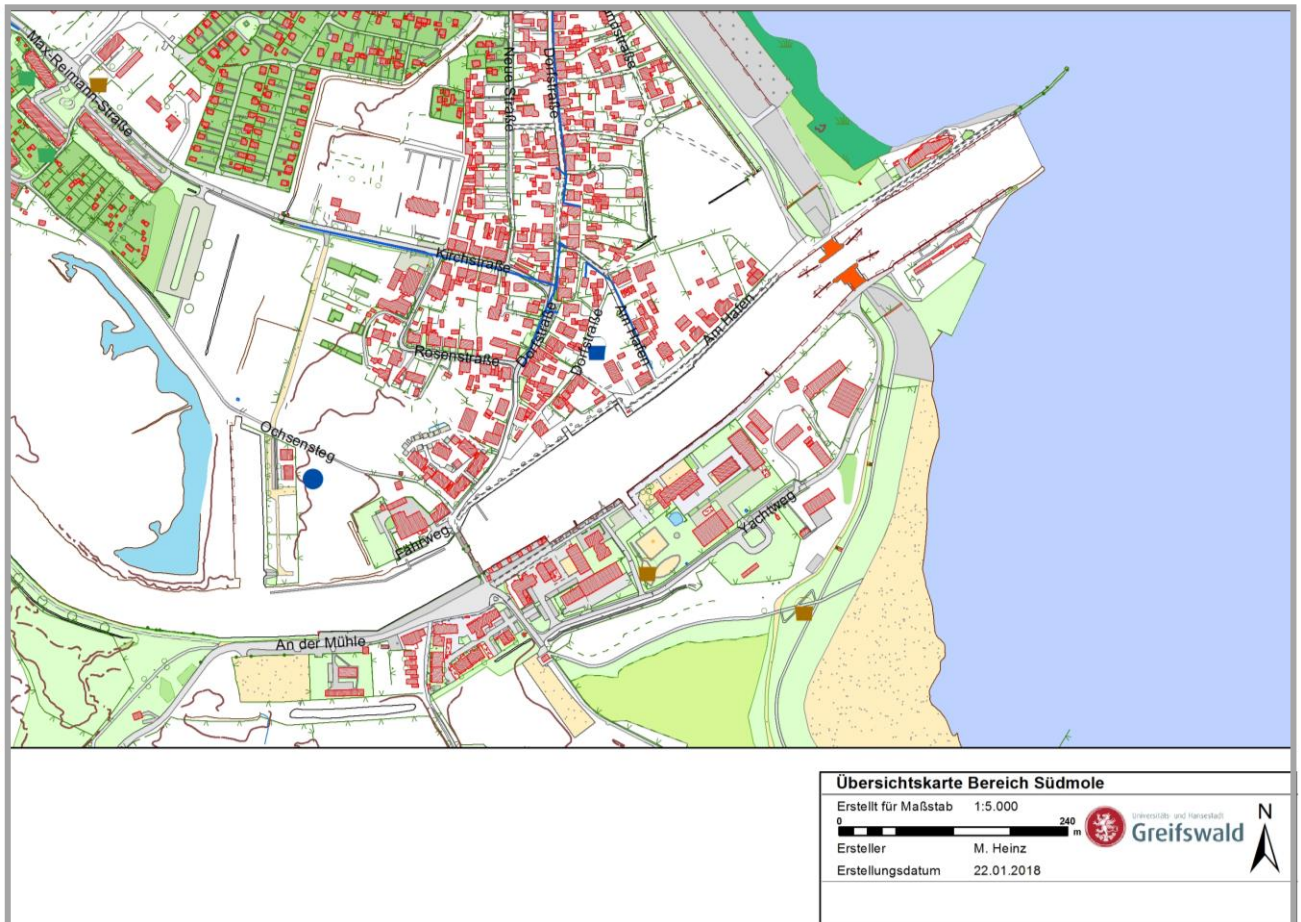 Max-Reimann-Straße
Neue Straße
Dorfstraße
Kirchstraße
Am Hafen
Am Hafen
Dorfstraße
Dorfstraße
Rosenstraße
Ochsensteg
Fährweg
Yachtweg
An der Mühle
Übersichtskarte Bereich Südmole
Erstellt für Maßstab 1:5.000
0 240
m
Ersteller M. Heinz
Erstellungsdatum 22.01.2018
Universitäts- und Hansestadt
Greifswald
N